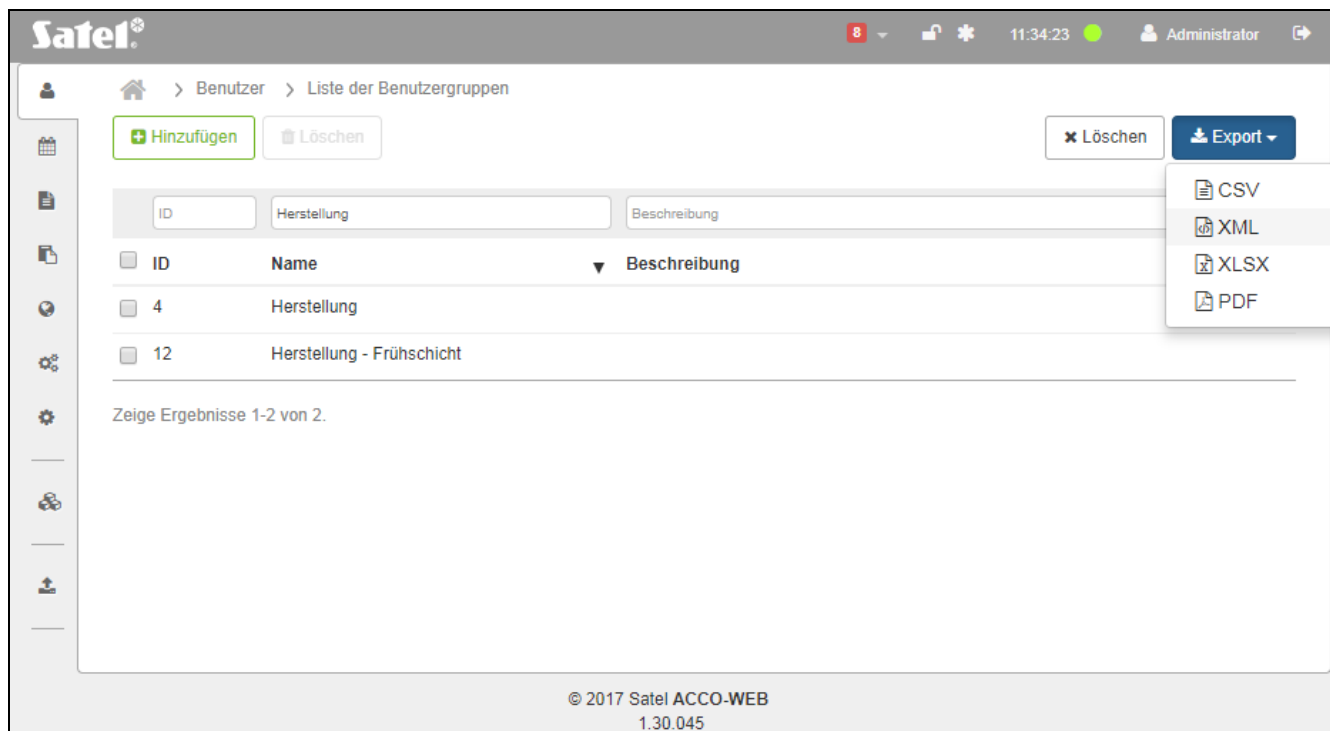 Satel®
8 11:34:23 Administrator
> Benutzer > Liste der Benutzergruppen
Hinzufügen Löschen Löschen Export
CSV
ID Herstellung Beschreibung
XML
ID Name Beschreibung XLSX
4 Herstellung PDF
12 Herstellung - Frühschicht
Zeige Ergebnisse 1-2 von 2.
© 2017 Satel ACCO-WEB
1.30.045